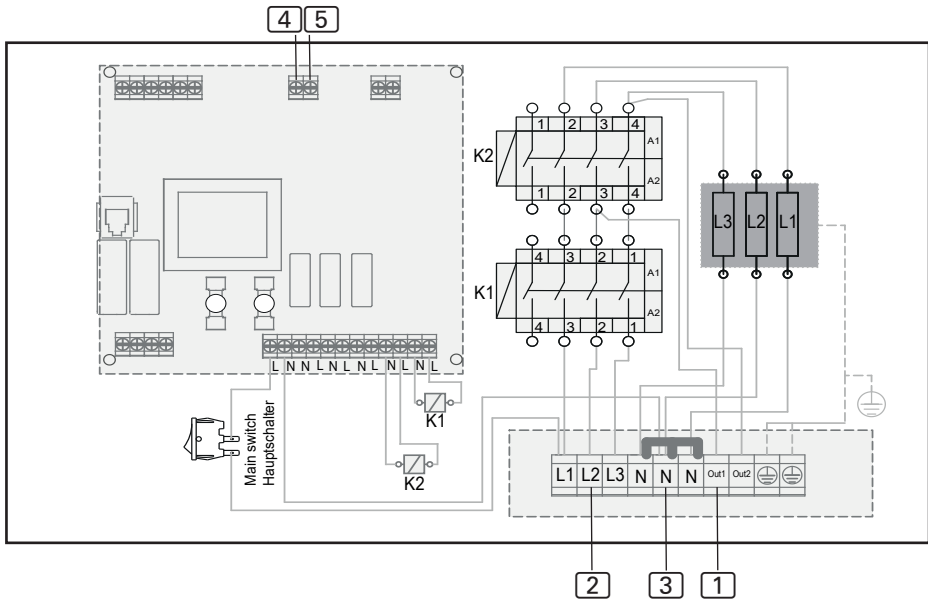 4 5
1 2 3 4
A1
K2
A2
1 2 3 4
L3 L2 L1
4 3 2 1
A1
K1
A2
4 3 2 1
L N N L N L N L N L N L
K1
Main switch
Hauptschalter
K2
L1 L2 L3 N N N Out1 Out2
2 3 1